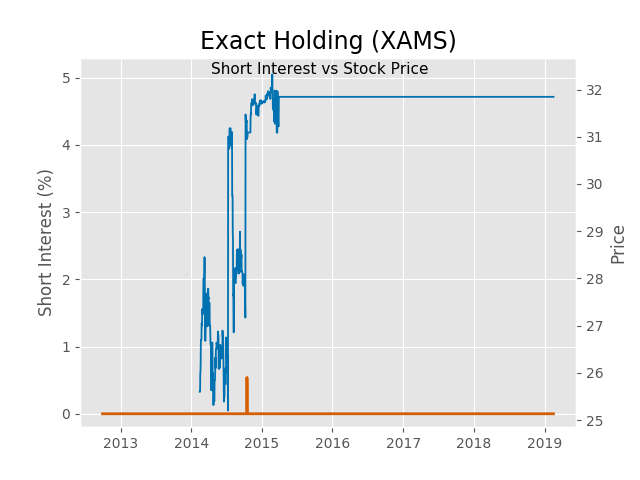 Exact Holding (XAMS)
Short Interest vs Stock Price
Short Interest (%)
5
4
3
2
1
0
32
31
30
29
28
27
26
25
Price
2013 2014 2015 2016 2017 2018 2019